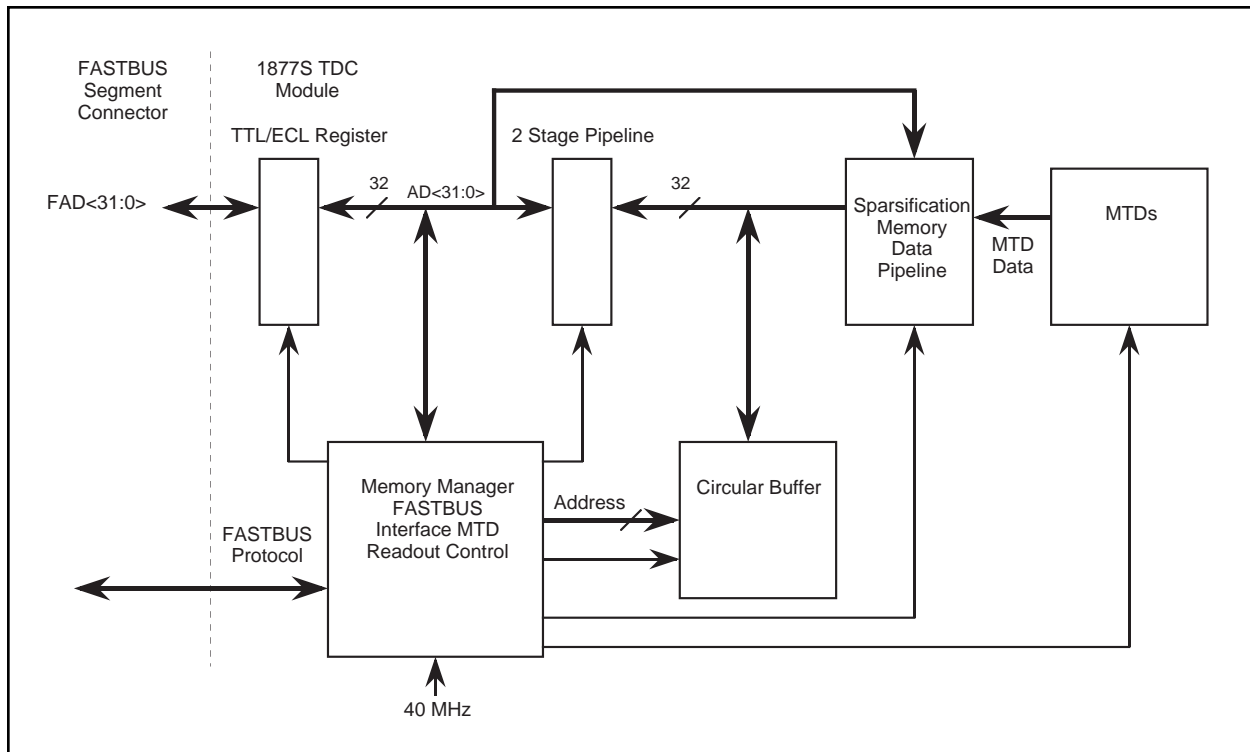 FASTBUS
Segment
Connector
1877S TDC
Module
TTL/ECL Register
2 Stage Pipeline
FAD<31:0>
32
AD<31:0>
32
Sparsification
Memory
Data
Pipeline
MTD
Data
MTDs
Memory Manager
FASTBUS
Interface MTD
Readout Control
Address
Circular Buffer
FASTBUS
Protocol
40 MHz